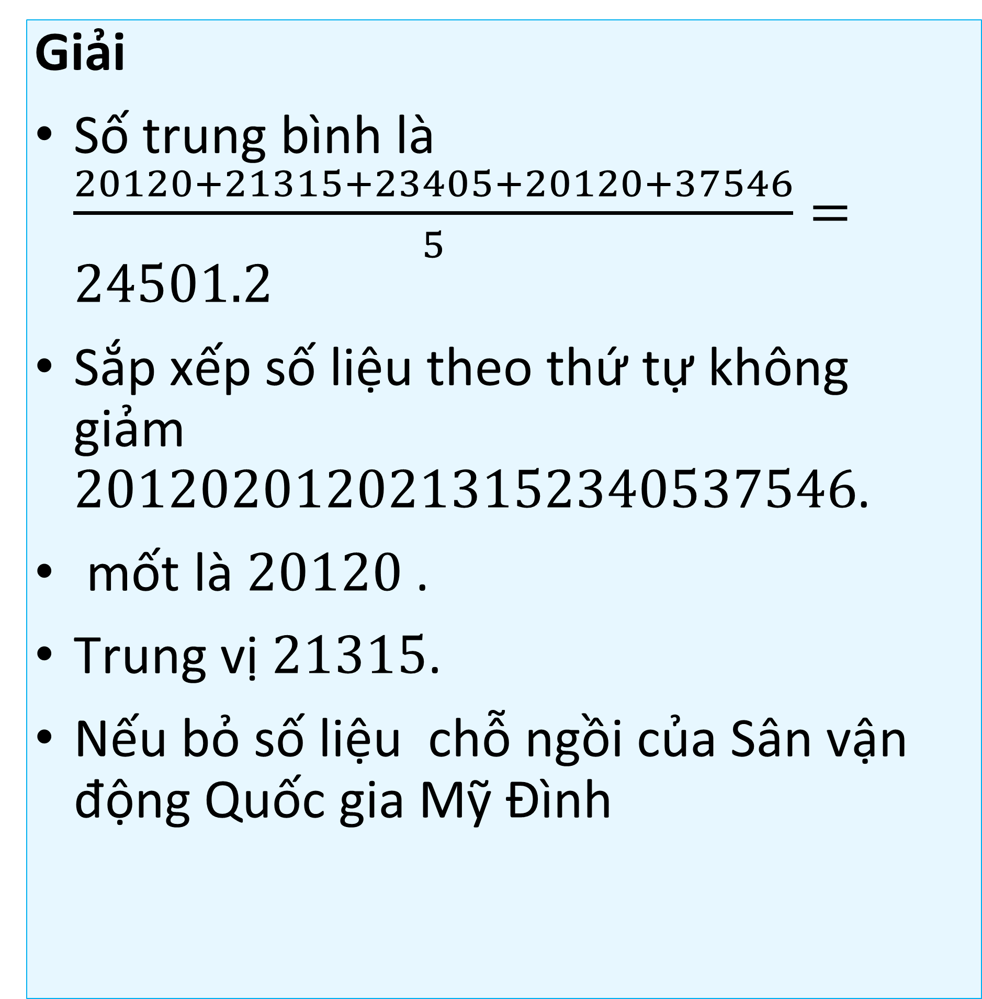 Giải
• Số trung bình là
20120+21315+23405+20120+37546
5
=
24501.2
• Sắp xếp số liệu theo thứ tự không
giảm
2012020120213152340537546.
• mốt là 20120 .
• Trung vị 21315.
• Nếu bỏ số liệu  chỗ ngồi của Sân vận
động Quốc gia Mỹ Đình